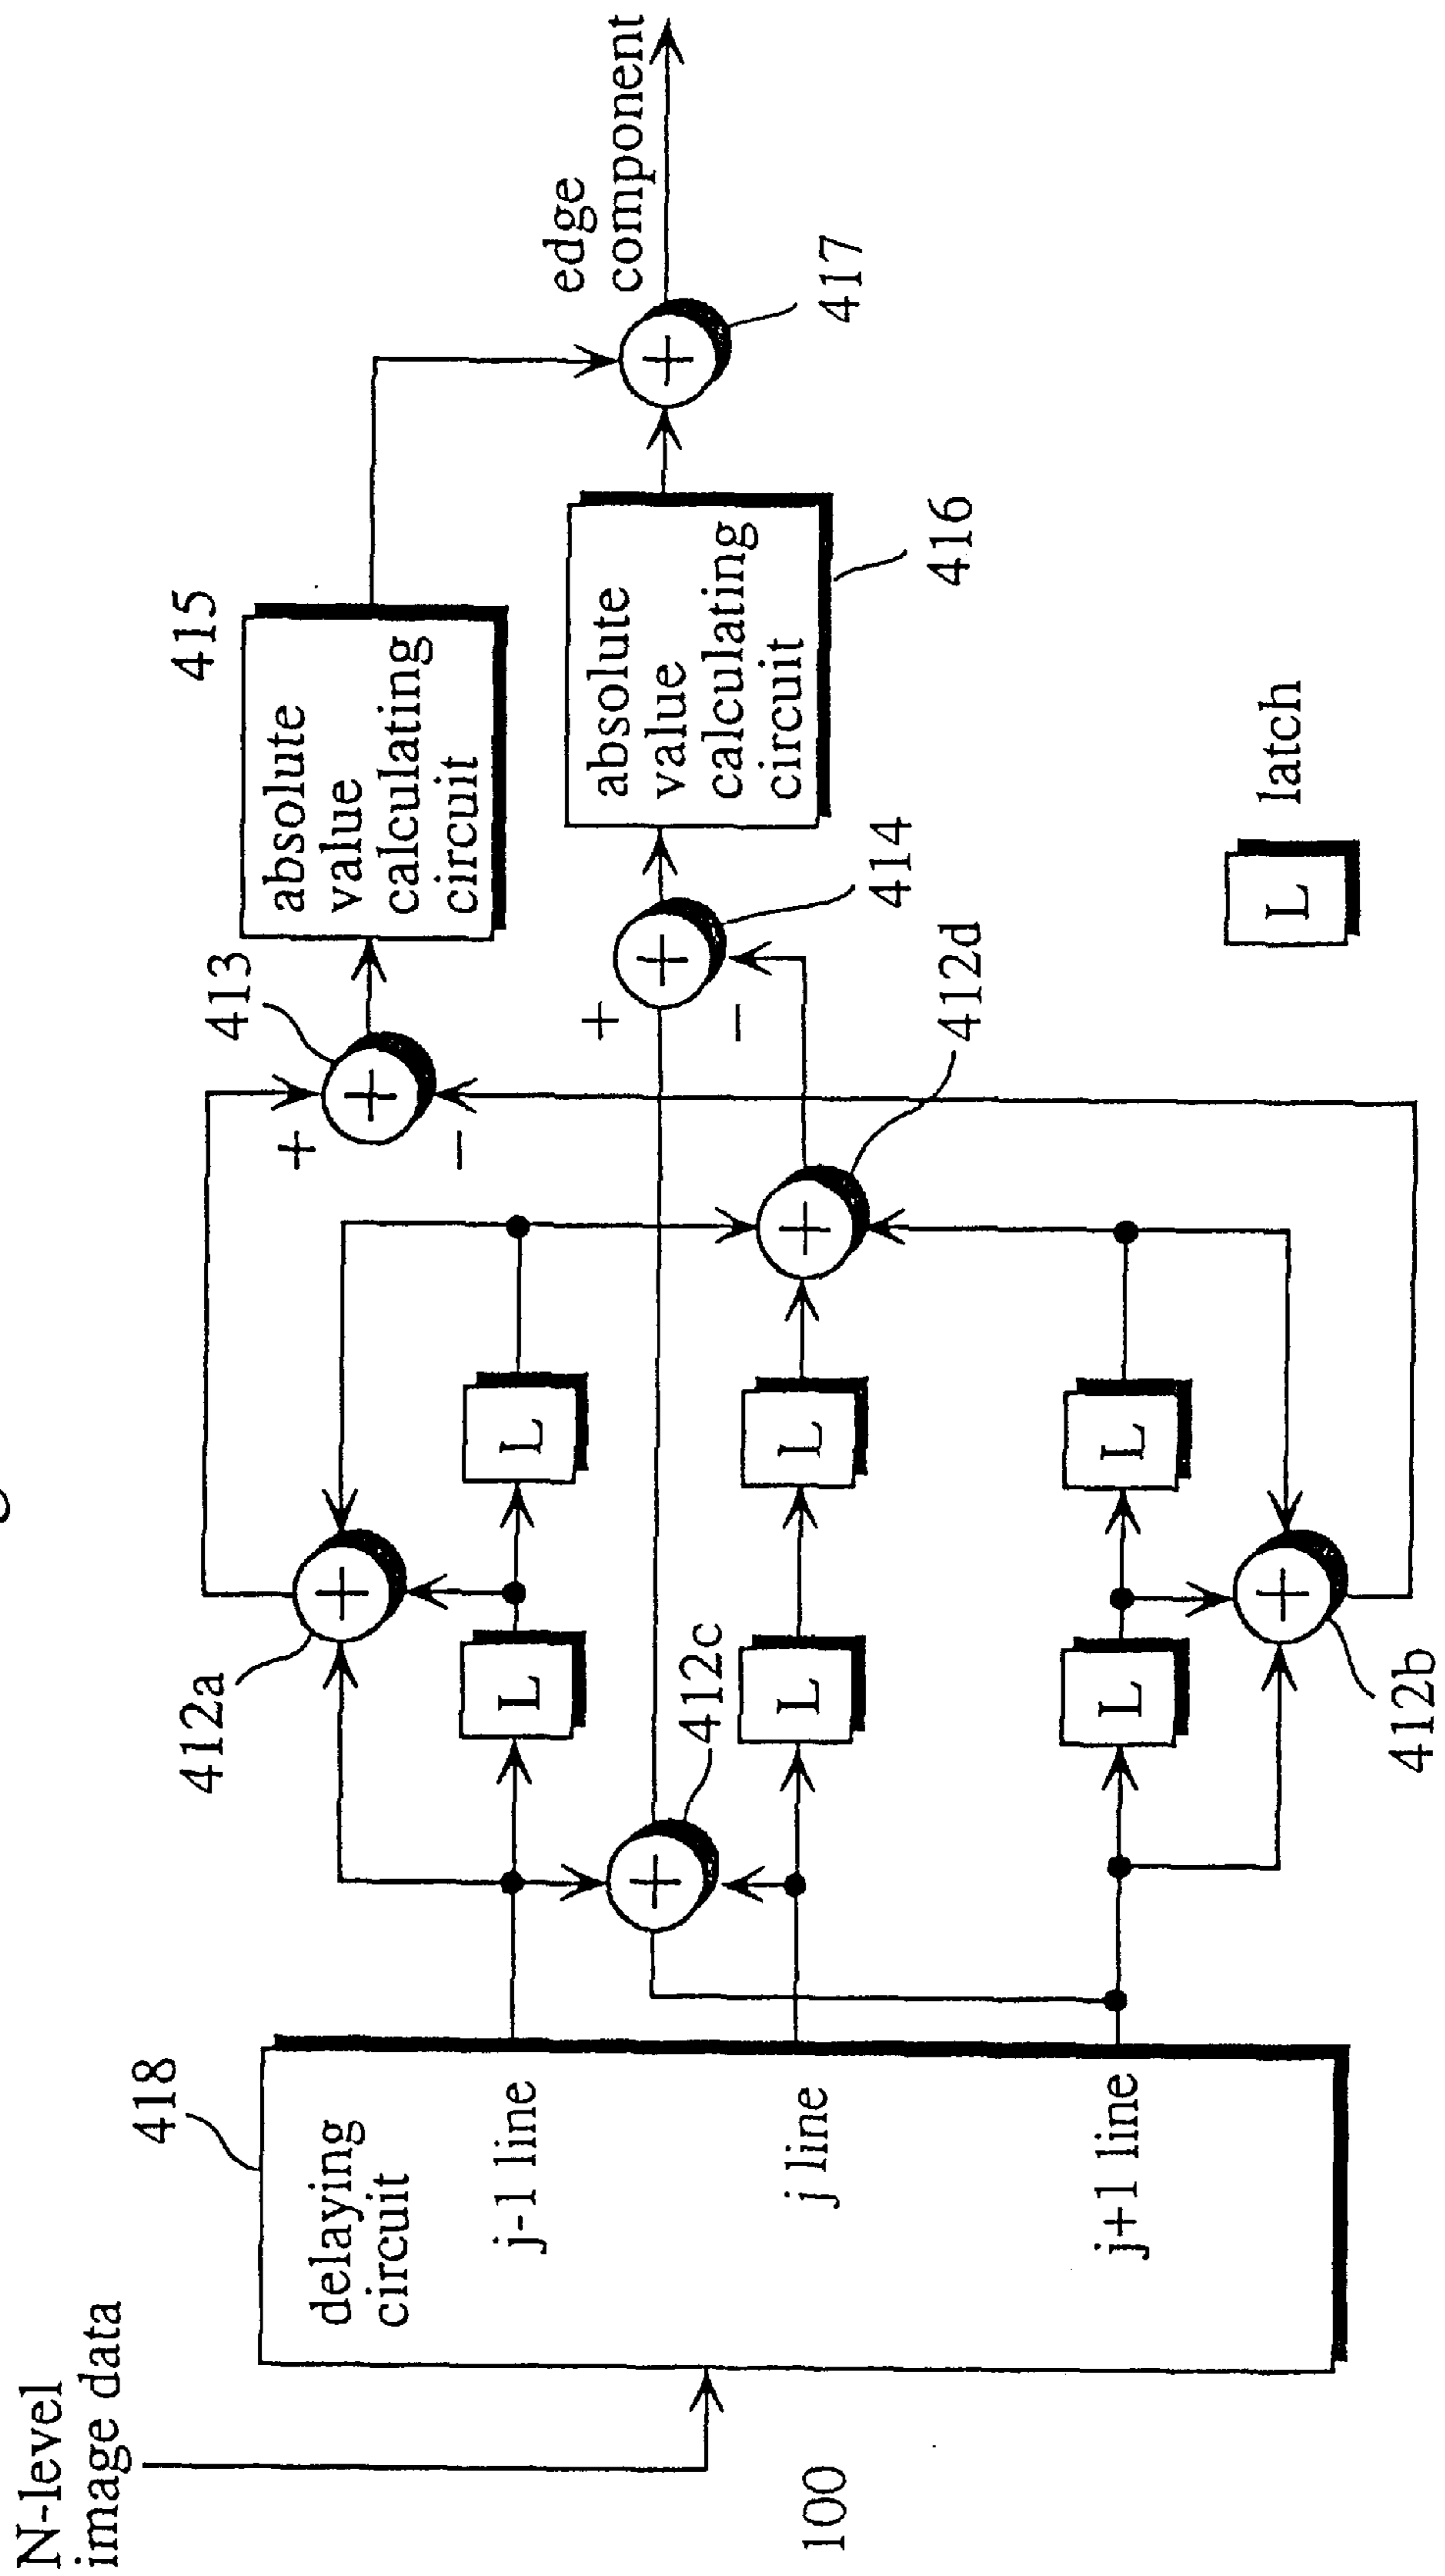 N-level
image data
100
418
delaying
circuit
j-1 line
j line
j+1 line
412a
L
L
+
412c
+
L
L
L
L
412b
+
412d
+
413
+
+
−
414
+
+
−
415
absolute
value
calculating
circuit
416
absolute
value
calculating
circuit
417
+
edge
component
L
latch